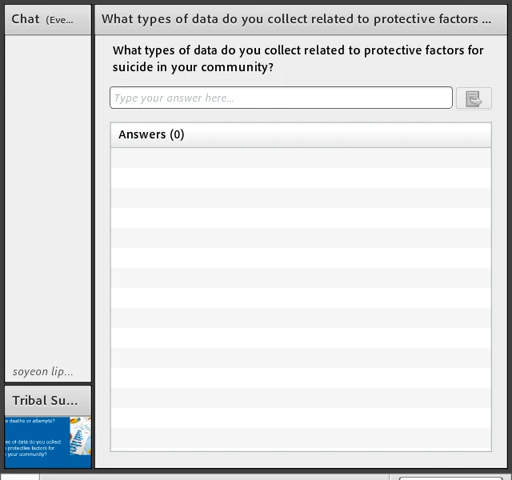 Chat (Eve...
What types of data do you collect related to protective factors ...
What types of data do you collect related to protective factors for
suicide in your community?
Type your answer here...
Answers (0)
soyeon lip...
Tribal Su...
e deaths or attempts?
es of data do you collect
protective factors for
your community?